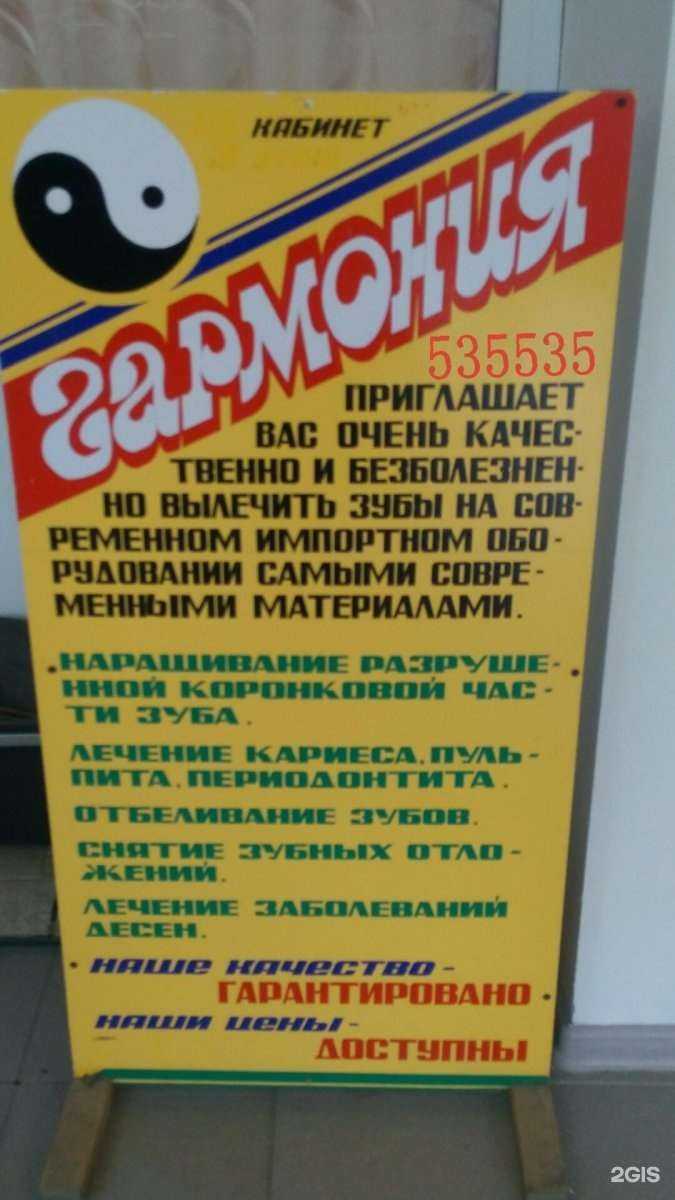 КАБИНЕТ
ГАРМОНИЯ
535535
ПРИГЛАШАЕТ
ВАС ОЧЕНЬ КАЧЕС-
ТВЕННО И БЕЗБОЛЕЗНЕН-
НО ВЫЛЕЧИТЬ ЗУБЫ НА СОВ-
РЕМЕННОМ ИМПОРТНОМ ОБО-
РУДОВАНИИ САМЫМИ СОВРЕ-
МЕННЫМИ МАТЕРИАЛАМИ.
НАРАЩИВАНИЕ РАЗРУШЕ-
ННОЙ КОРОНКОВОЙ ЧАС-
ТИ ЗУБА.
ЛЕЧЕНИЕ КАРИЕСА, ПУЛЬ-
ПИТА, ПЕРИОДОНТИТА.
ОТБЕЛИВАНИЕ ЗУБОВ.
СНЯТИЕ ЗУБНЫХ ОТЛО-
ЖЕНИЙ.
ЛЕЧЕНИЕ ЗАБОЛЕВАНИЙ
ДЕСЕН.
НАШЕ КАЧЕСТВО-
ГАРАНТИРОВАНО
НАШИ ЦЕНЫ-
ДОСТУПНЫ
2GIS